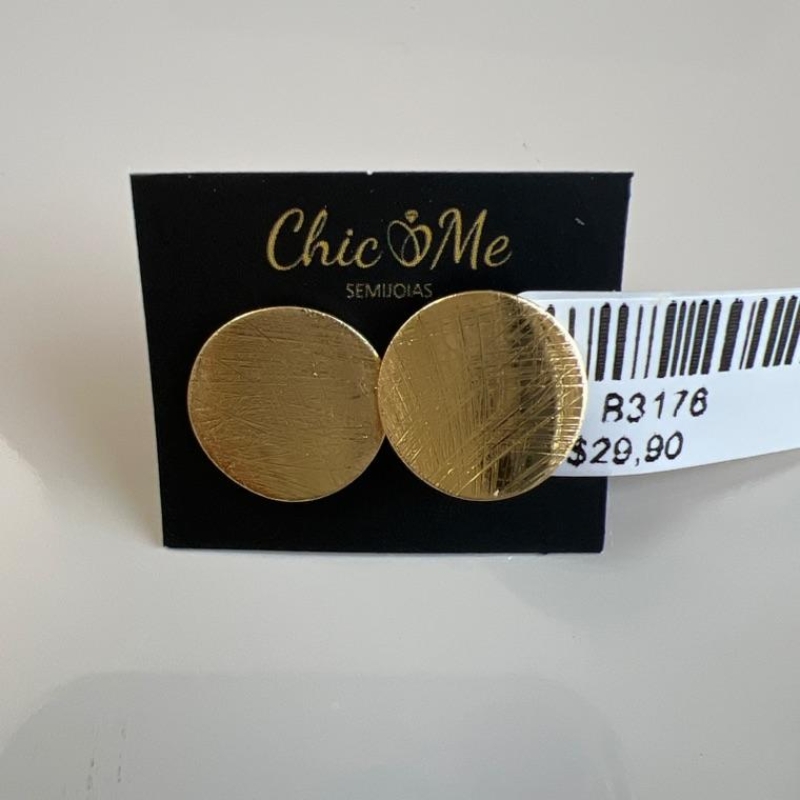 Chic Me
SEMIJOIAS
B3176
$29,90